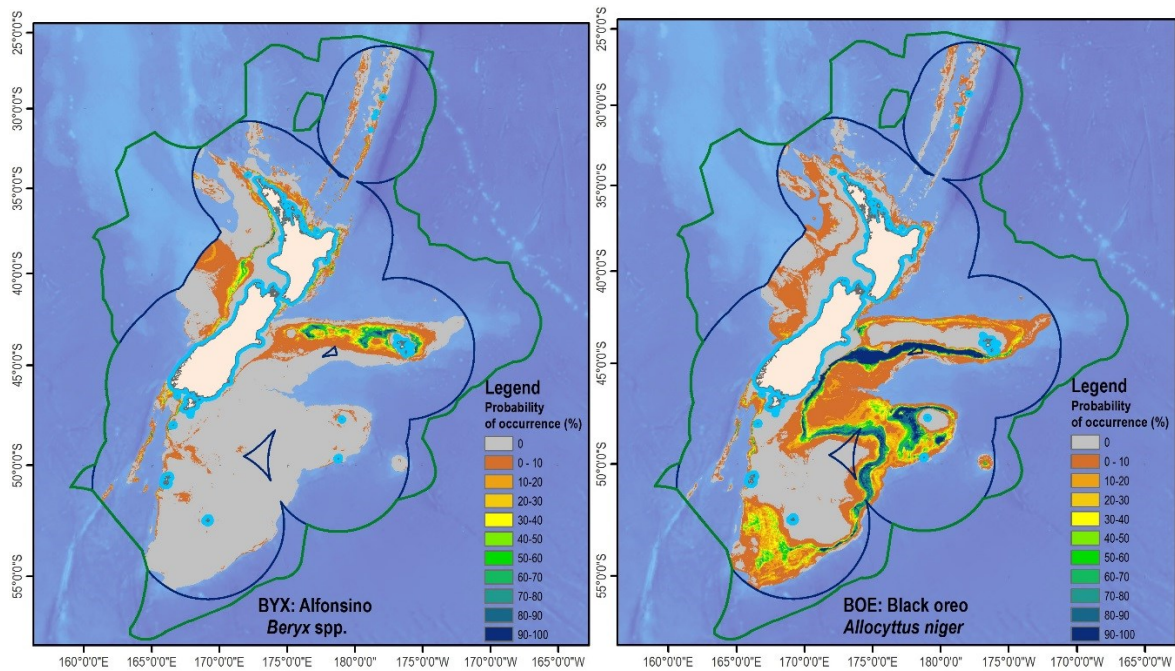 25°0'0"S
30°0'0"S
35°0'0"S
40°0'0"S
45°0'0"S
50°0'0"S
55°0'0"S
Legend
Probability
of occurrence (%)
0
0 - 10
10-20
20-30
30-40
40-50
50-60
60-70
70-80
80-90
90-100
BYX: Alfonsino
Beryx spp.
160°0'0"E 165°0'0"E 170°0'0"E 175°0'0"E 180°0'0" 175°0'0"W 170°0'0"W 165°0'0"W
25°0'0"S
30°0'0"S
35°0'0"S
40°0'0"S
45°0'0"S
50°0'0"S
55°0'0"S
Legend
Probability
of occurrence (%)
0
0 - 10
10-20
20-30
30-40
40-50
50-60
60-70
70-80
80-90
90-100
BOE: Black oreo
Allocyttus niger
160°0'0"E 165°0'0"E 170°0'0"E 175°0'0"E 180°0'0" 175°0'0"W 170°0'0"W 165°0'0"W